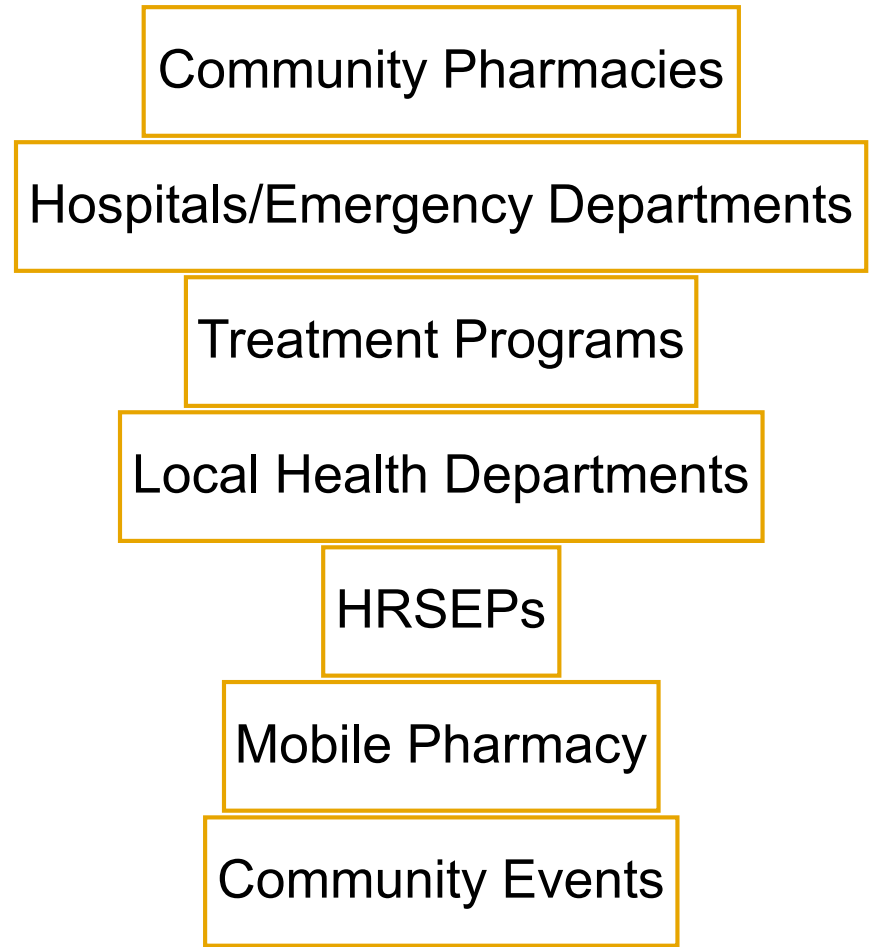 Community Pharmacies
Hospitals/Emergency Departments
Treatment Programs
Local Health Departments
HRSEPs
Mobile Pharmacy
Community Events